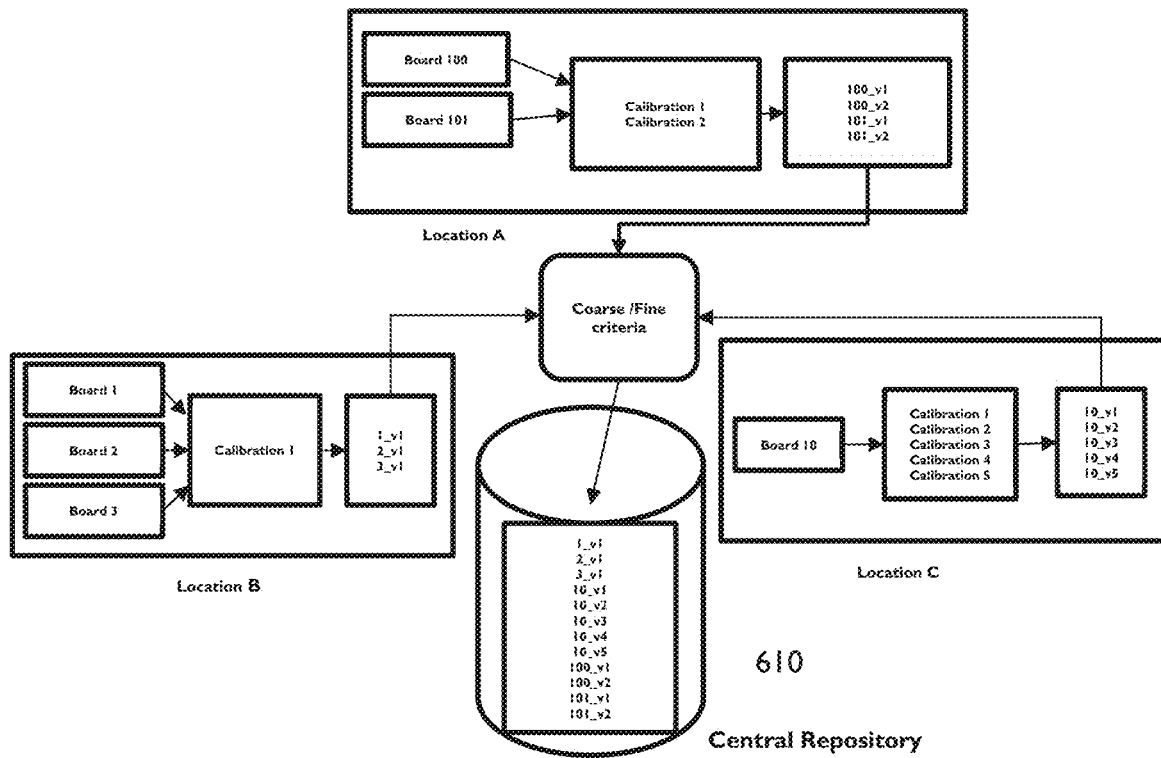 Board 100
Board 101
Calibration 1
Calibration 2
100_v1
100_v2
101_v1
101_v2
Location A
Coarse /Fine
criteria
Board 1
Board 2
Board 3
Calibration 1
1_v1
2_v1
3_v1
Location B
Board 10
Calibration 1
Calibration 2
Calibration 3
Calibration 4
Calibration 5
10_v1
10_v2
10_v3
10_v4
10_v5
Location C
1_v1
2_v1
3_v1
10_v1
10_v2
10_v3
10_v4
10_v5
100_v1
100_v2
101_v1
101_v2
610
Central Repository